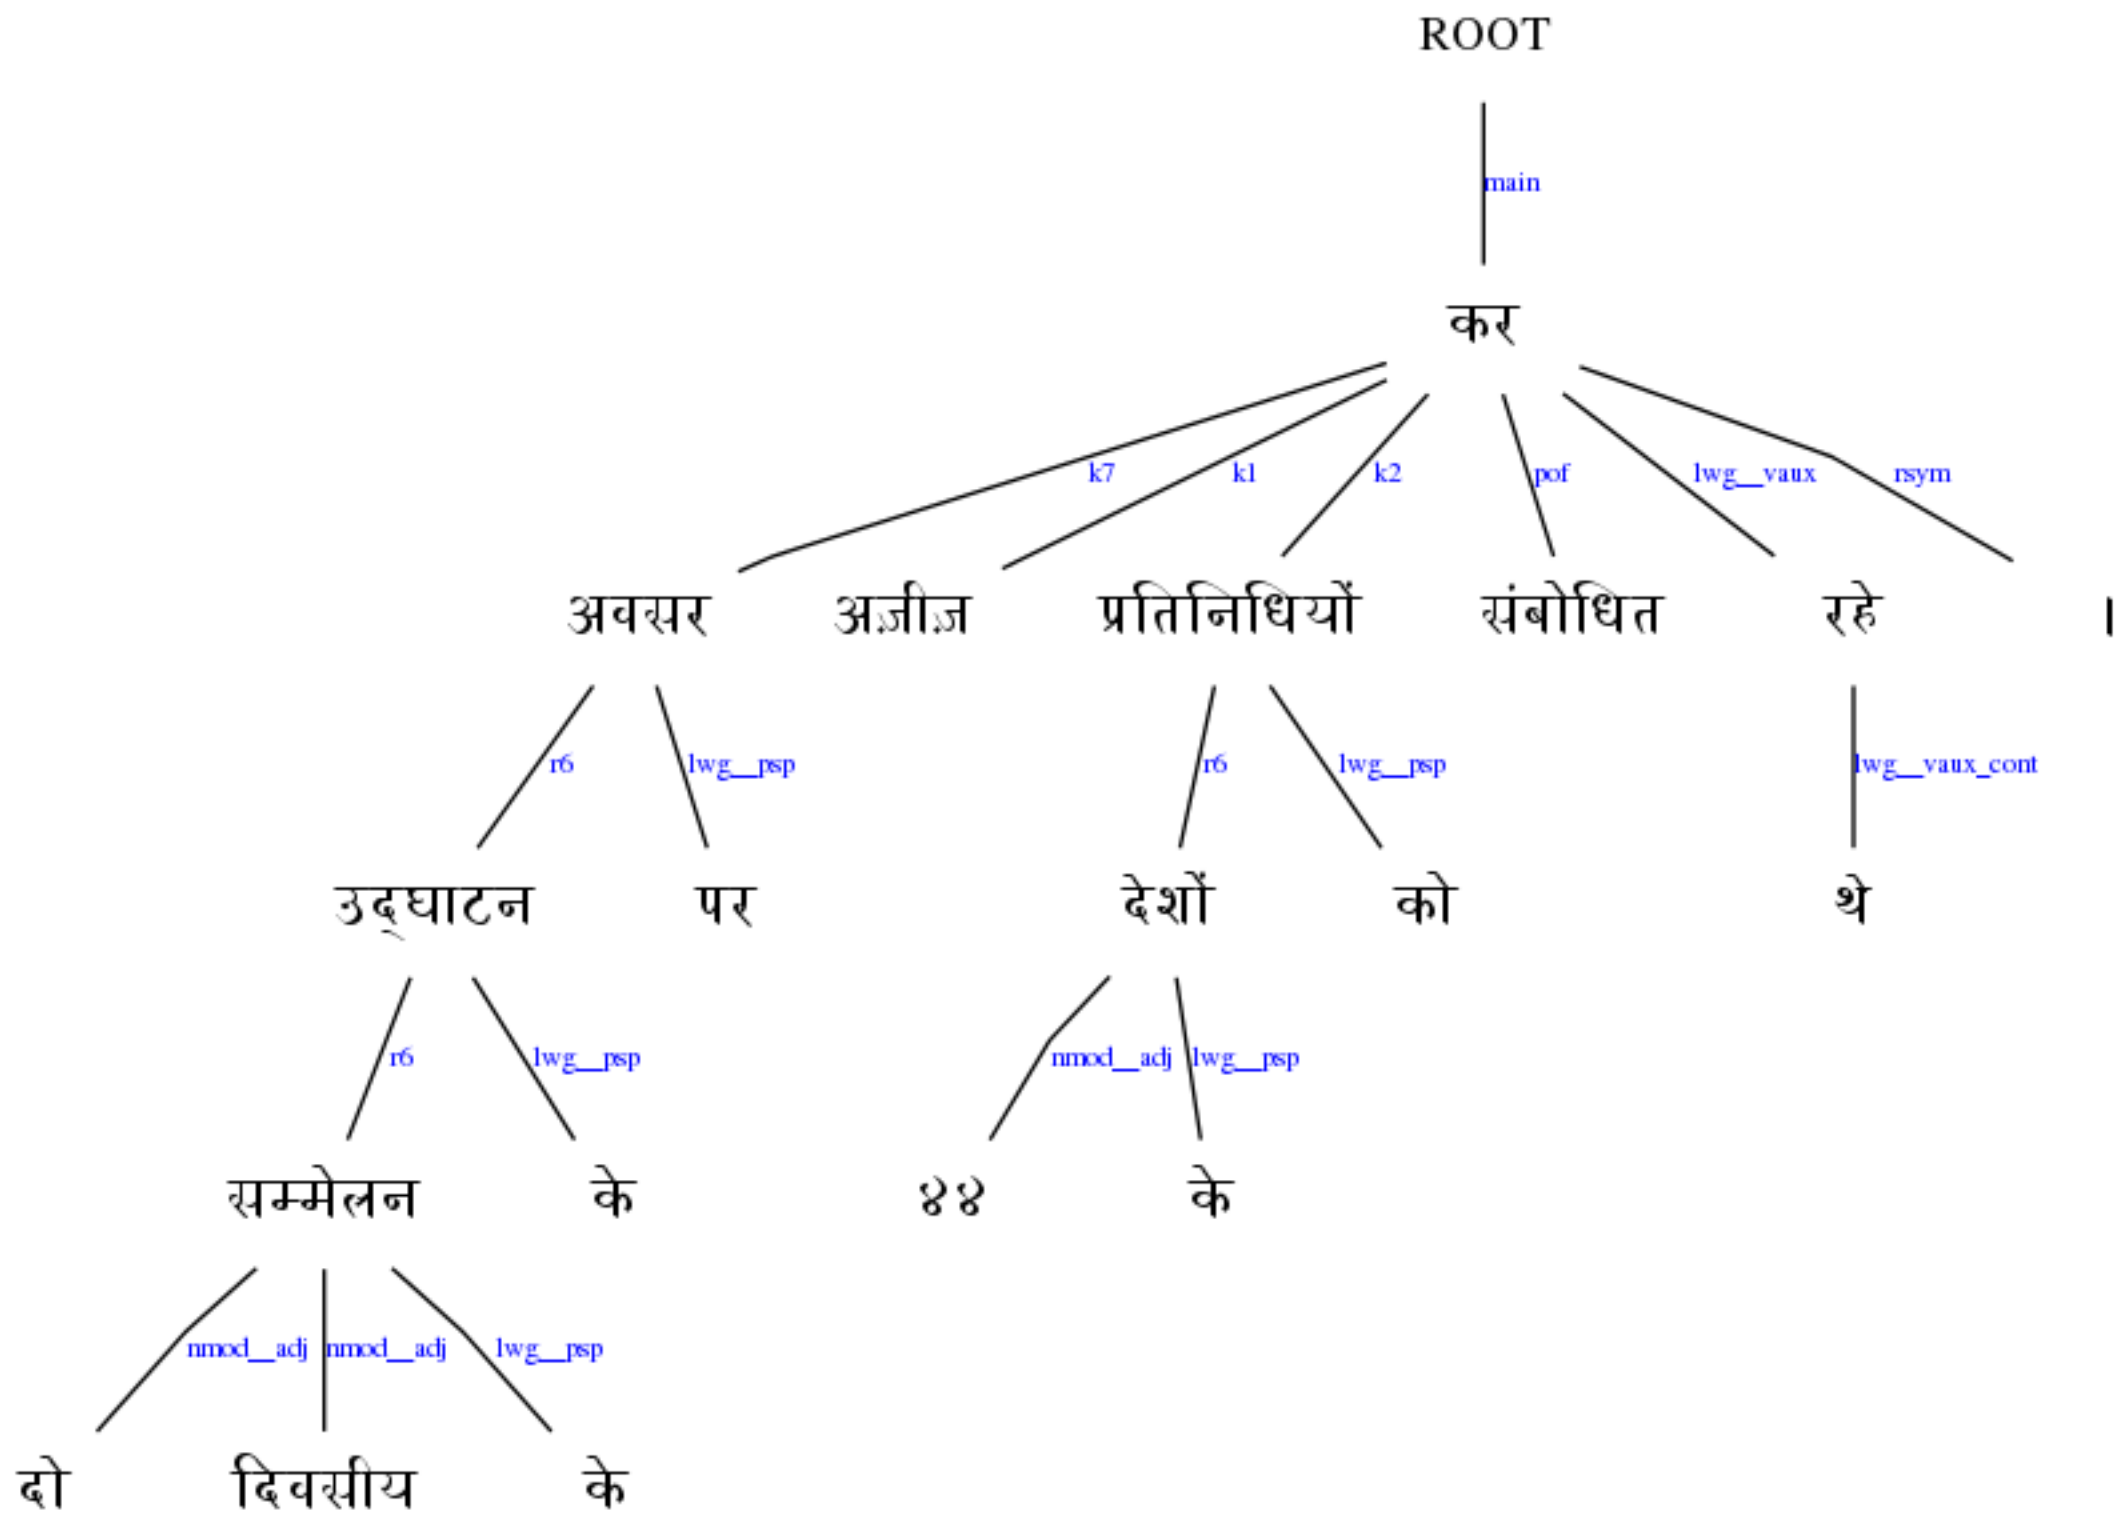 ROOT
main
कर
k7 k1 k2 pof lwg__vaux rsym
अवसर अज़ीज़ प्रतिनिधियों संबोधित रहे ।
r6 lwg__psp r6 lwg__psp lwg__vaux_cont
उद्‌घाटन पर देशों को थे
r6 lwg__psp nmod__adj lwg__psp
सम्मेलन के ४४ के
nmod__adj nmod__adj lwg__psp
दो दिवसीय के